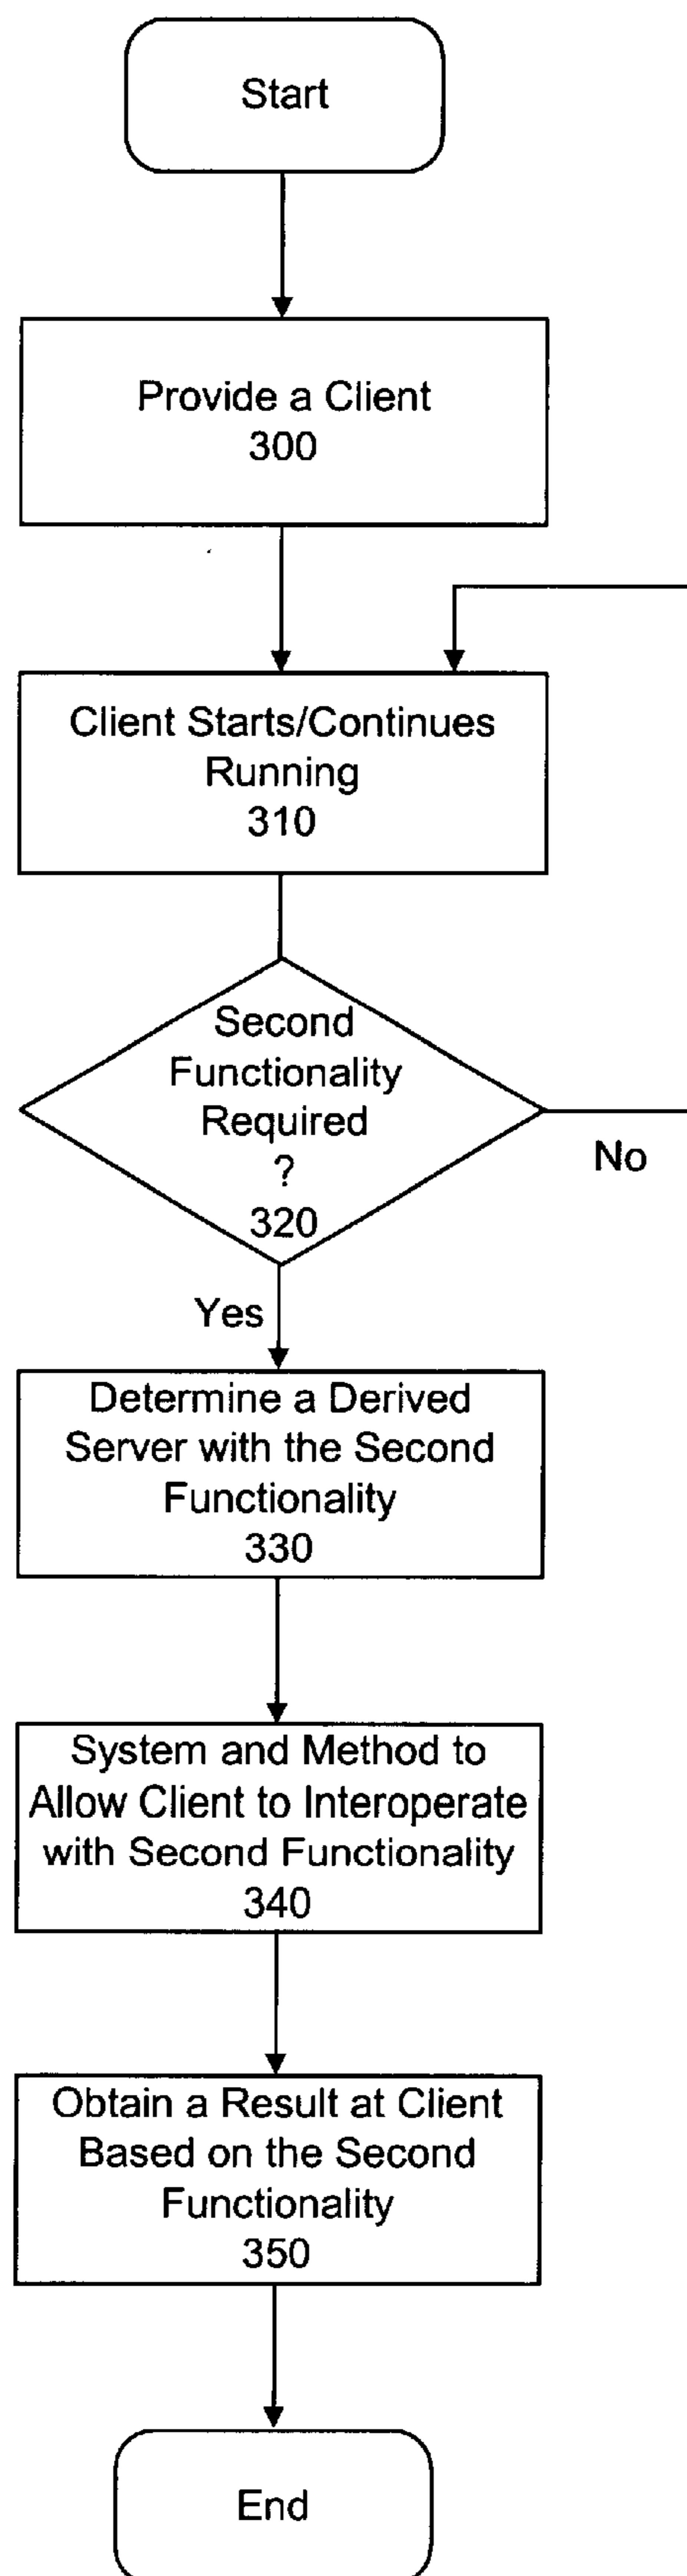 Start
Provide a Client
300
Client Starts/Continues
Running
310
Second
Functionality
Required
?
320
No
Yes
Determine a Derived
Server with the Second
Functionality
330
System and Method to
Allow Client to Interoperate
with Second Functionality
340
Obtain a Result at Client
Based on the Second
Functionality
350
End